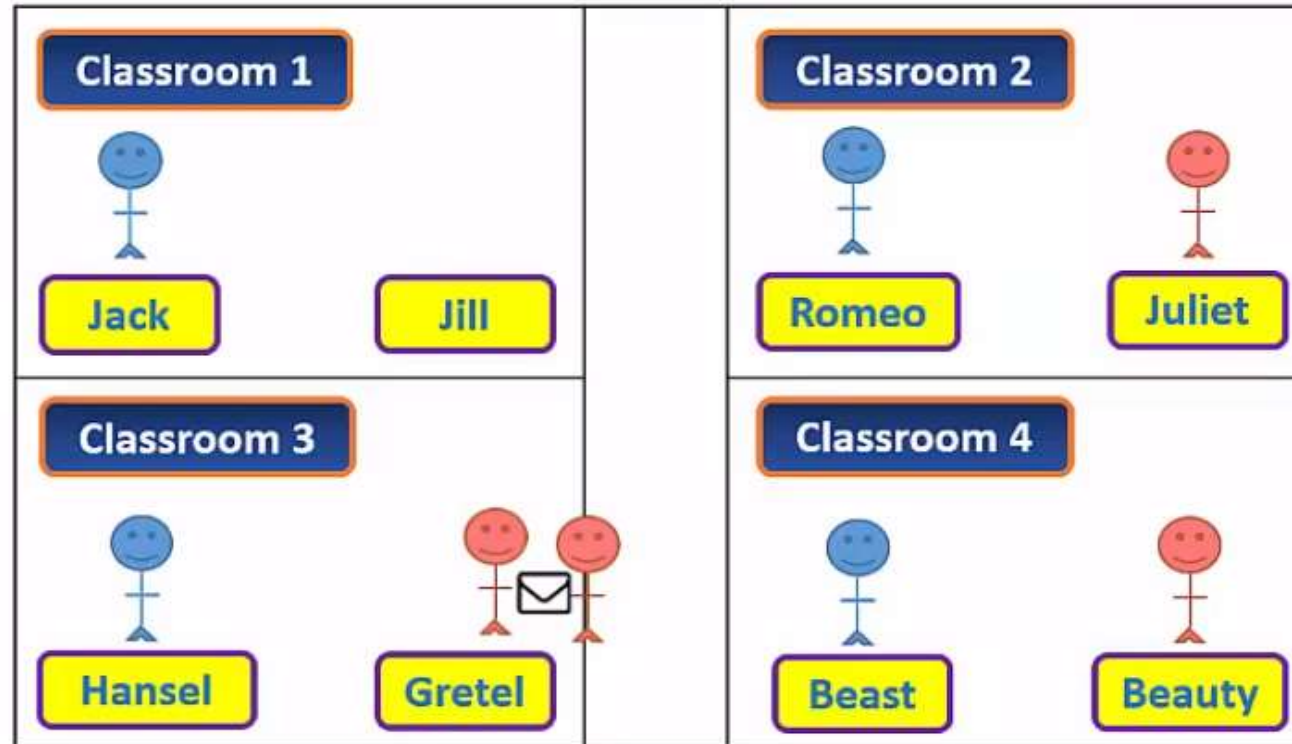 Classroom 1
Classroom 2
Jack
Jill
Romeo
Juliet
Classroom 3
Classroom 4
Hansel
Gretel
Beast
Beauty